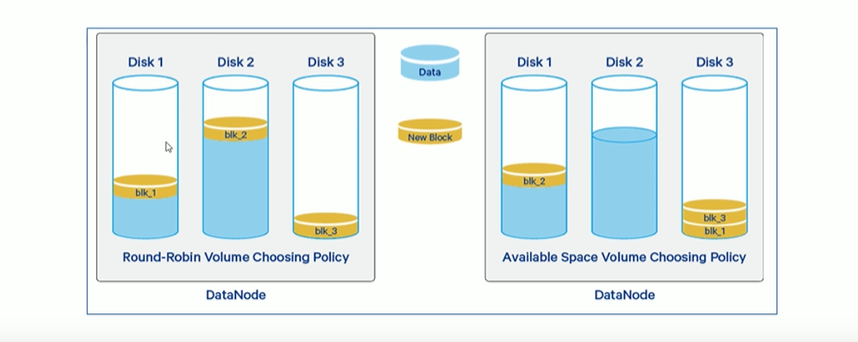 Disk 1 Disk 2 Disk 3
blk_2
blk_1
blk_3
Round-Robin Volume Choosing Policy
DataNode
Data
New Block
Disk 1 Disk 2 Disk 3
blk_2
blk_3
blk_1
Available Space Volume Choosing Policy
DataNode